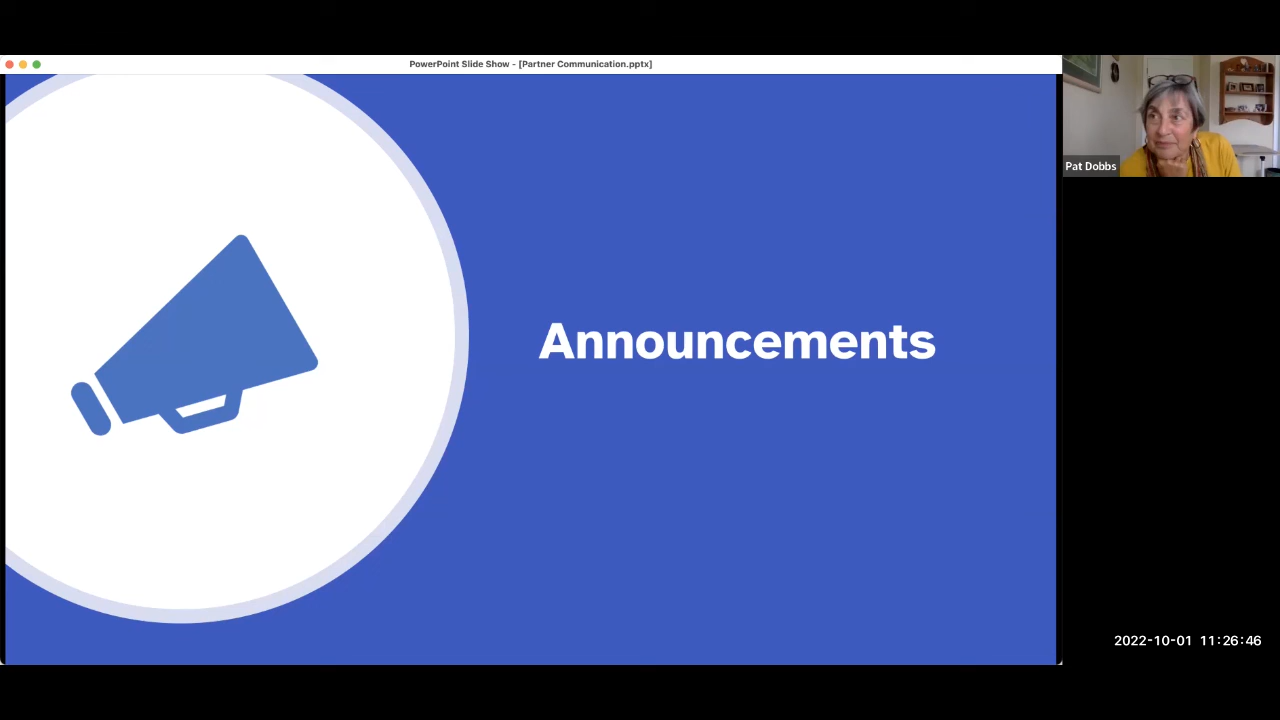 PowerPoint Slide Show - [Partner Communication.pptx]
Pat Dobbs
Announcements
2022-10-01 11:26:46